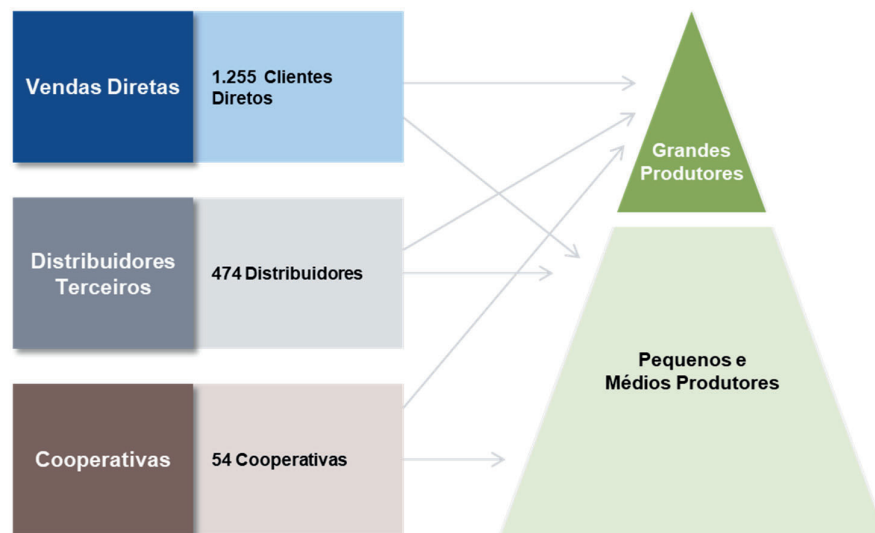 Vendas Diretas
1.255 Clientes
Diretos
Distribuidores
Terceiros
474 Distribuidores
Cooperativas
54 Cooperativas
Grandes
Produtores
Pequenos e
Médios Produtores